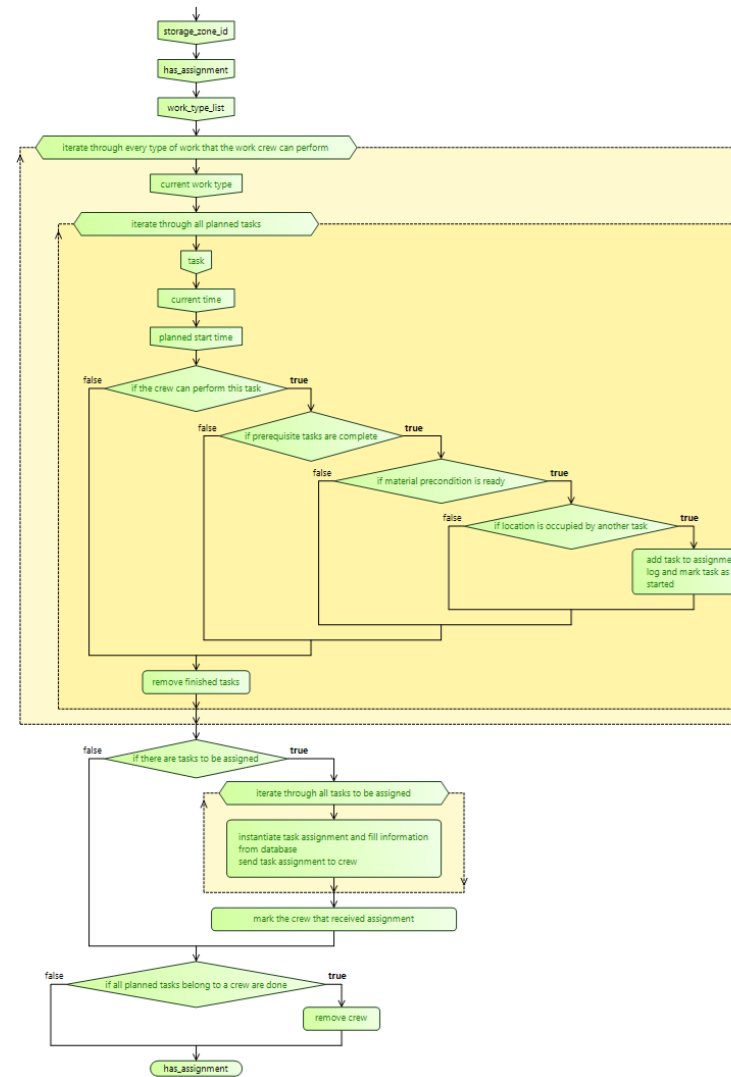 storage_zone_id
has_assignment
work_type_list
iterate through every type of work that the work crew can perform
current work type
iterate through all planned tasks
task
current time
planned start time
false
true
if the crew can perform this task
false
true
if prerequisite tasks are complete
false
true
if material precondition is ready
false
true
if location is occupied by another task
add task to assignme
log and mark task as
started
remove finished tasks
false
true
if there are tasks to be assigned
iterate through all tasks to be assigned
instantiate task assignment and fill information
from database
send task assignment to crew
mark the crew that received assignment
false
true
if all planned tasks belong to a crew are done
remove crew
has_assignment